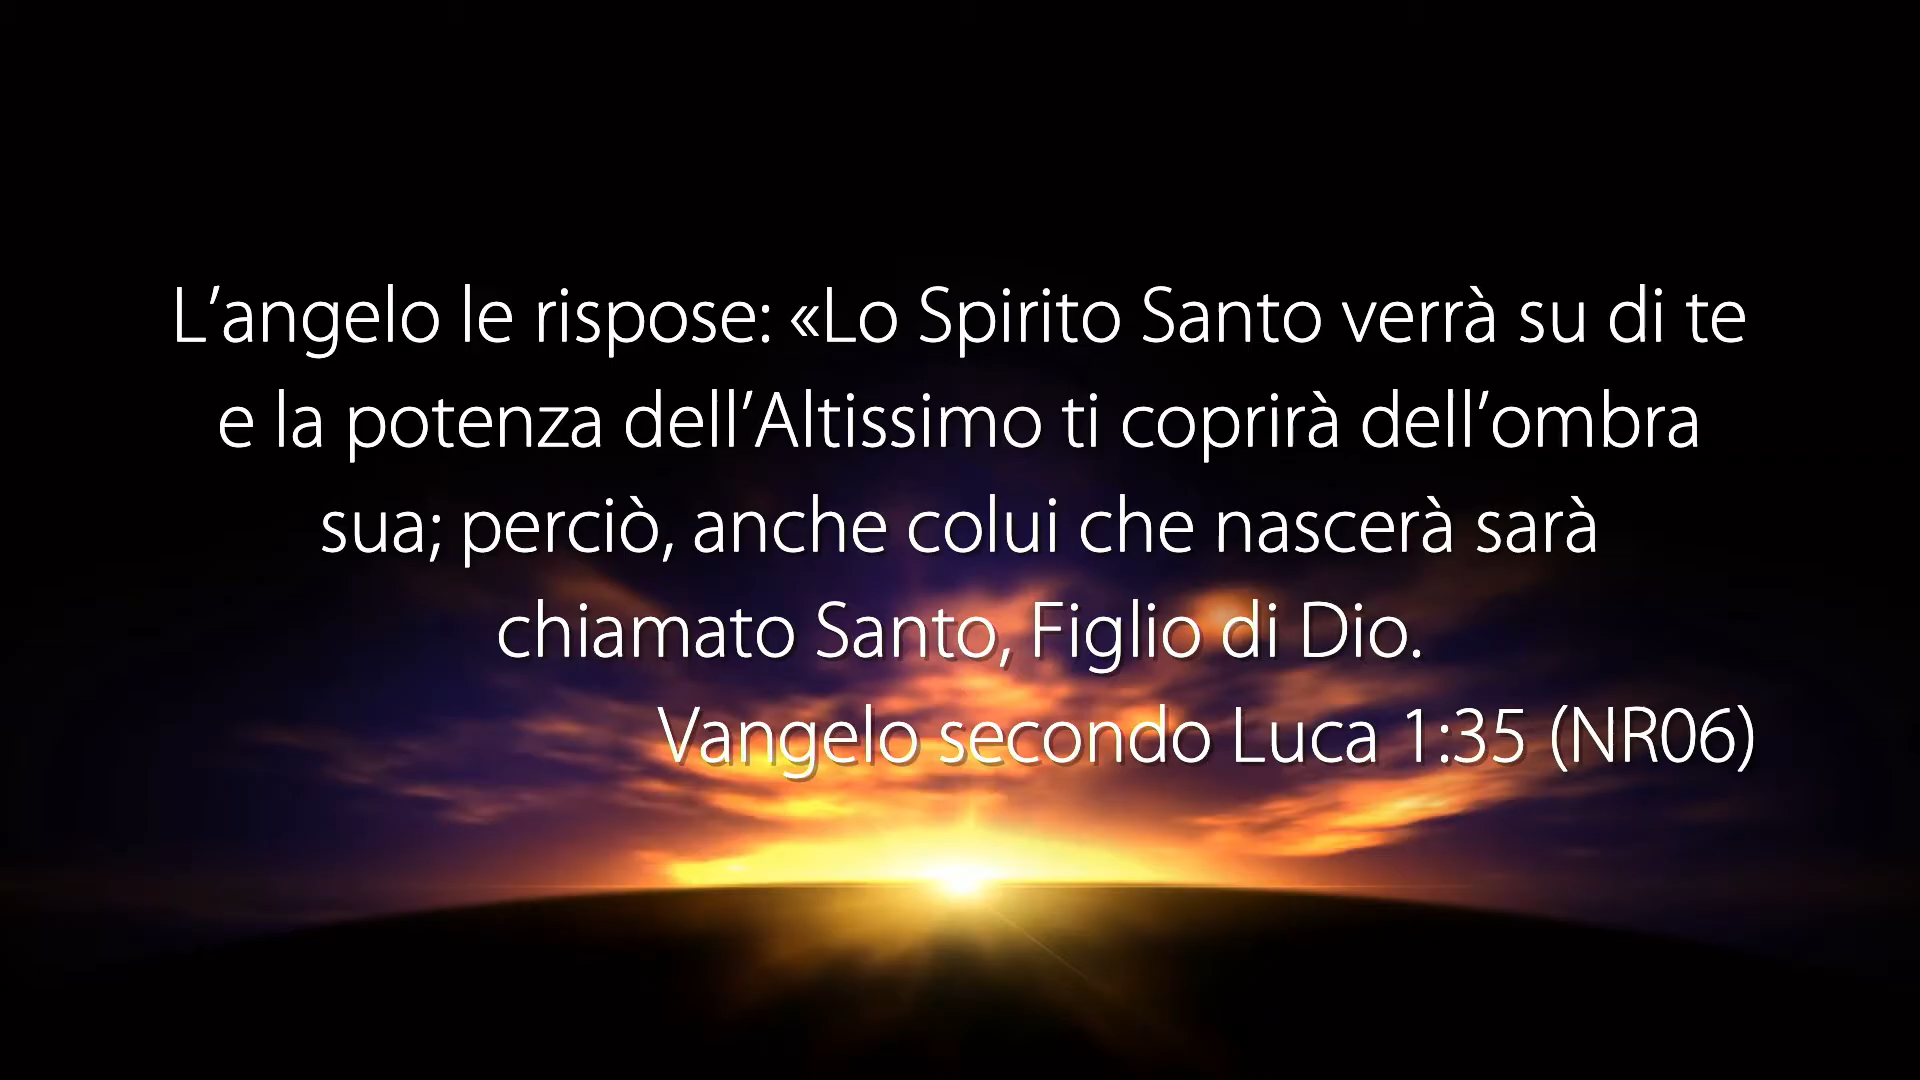 L’angelo le rispose: «Lo Spirito Santo verrà su di te
e la potenza dell’Altissimo ti coprirà dell’ombra
sua; perciò, anche colui che nascerà sarà
chiamato Santo, Figlio di Dio.
Vangelo secondo Luca 1:35 (NR06)